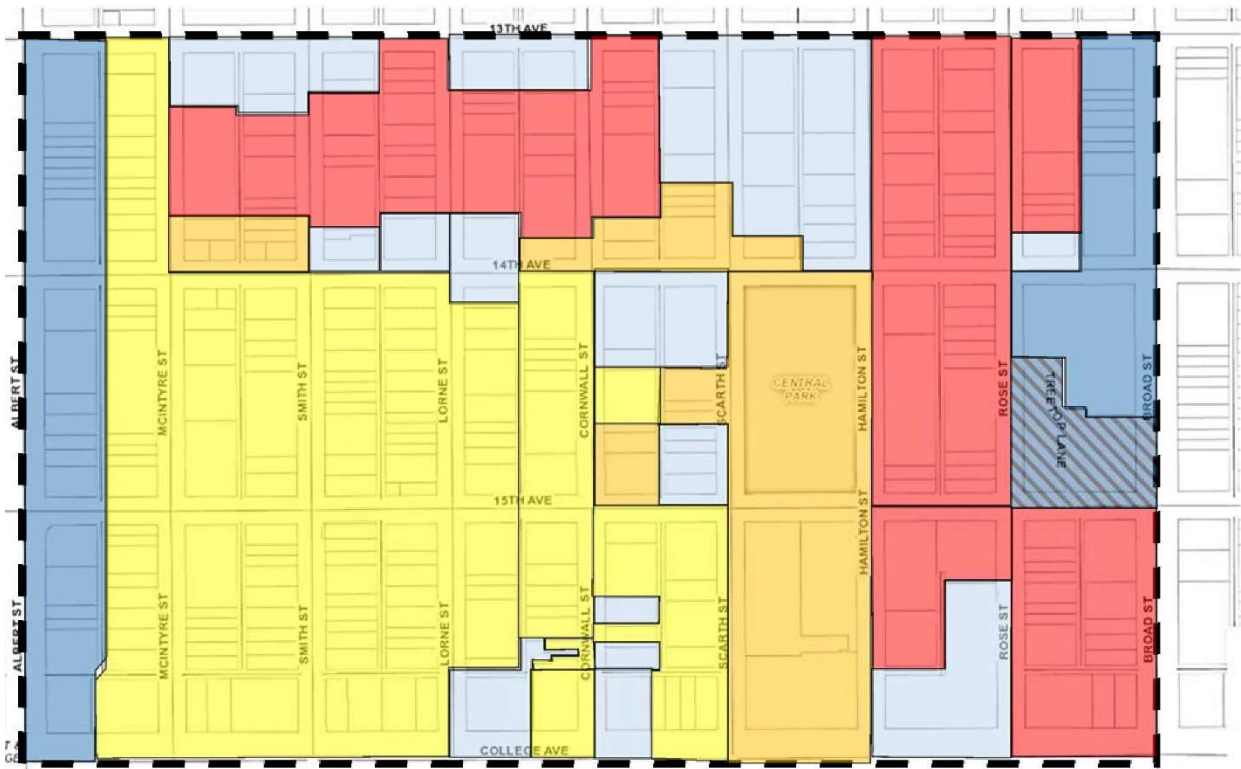 13TH AVE
14TH AVE
ALBERT ST
MCINTYRE ST
SMITH ST
LORNE ST
CORNWALL ST
SCARTH ST
CENTRAL
PARK
HAMILTON ST
ROSE ST
TREE TOP LANE
BROAD ST
15TH AVE
HAMILTON ST
ALBERT ST
MCINTYRE ST
SMITH ST
LORNE ST
CORNWALL ST
SCARTH ST
ROSE ST
BROAD ST
COLLEGE AVE